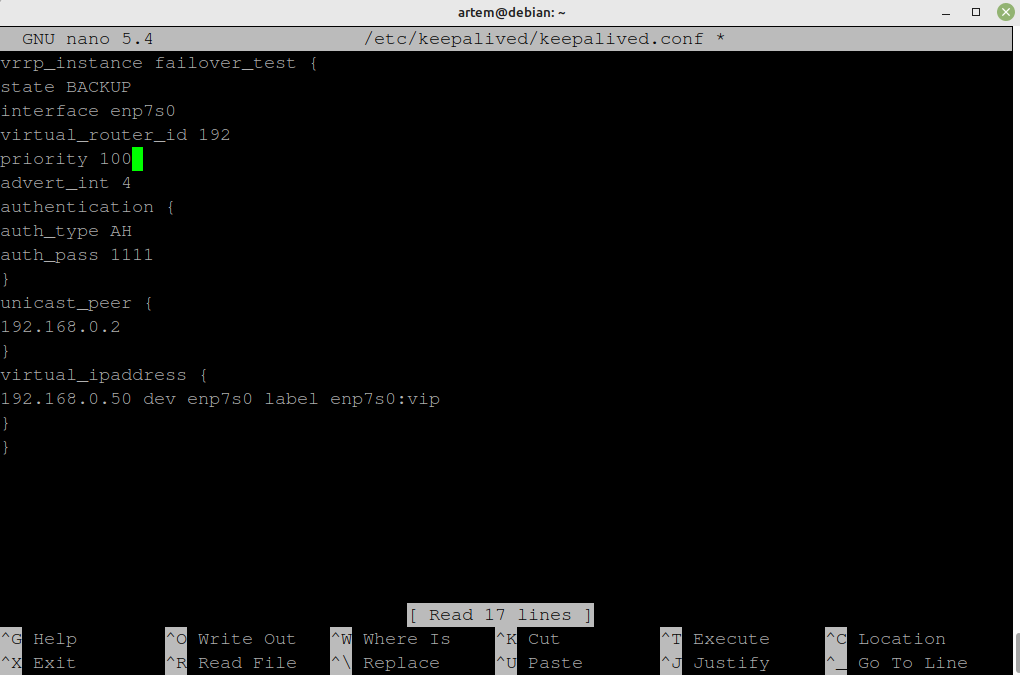 artem@debian: ~
GNU nano 5.4 /etc/keepalived/keepalived.conf *
vrrp_instance failover_test {
state BACKUP
interface enp7s0
virtual_router_id 192
priority 100
advert_int 4
authentication {
auth_type AH
auth_pass 1111
}
unicast_peer {
192.168.0.2
}
virtual_ipaddress {
192.168.0.50 dev enp7s0 label enp7s0:vip
}
}
[ Read 17 lines ]
^G Help ^O Write Out ^W Where Is ^K Cut ^T Execute ^C Location
^X Exit ^R Read File ^\ Replace ^U Paste ^J Justify ^_ Go To Line